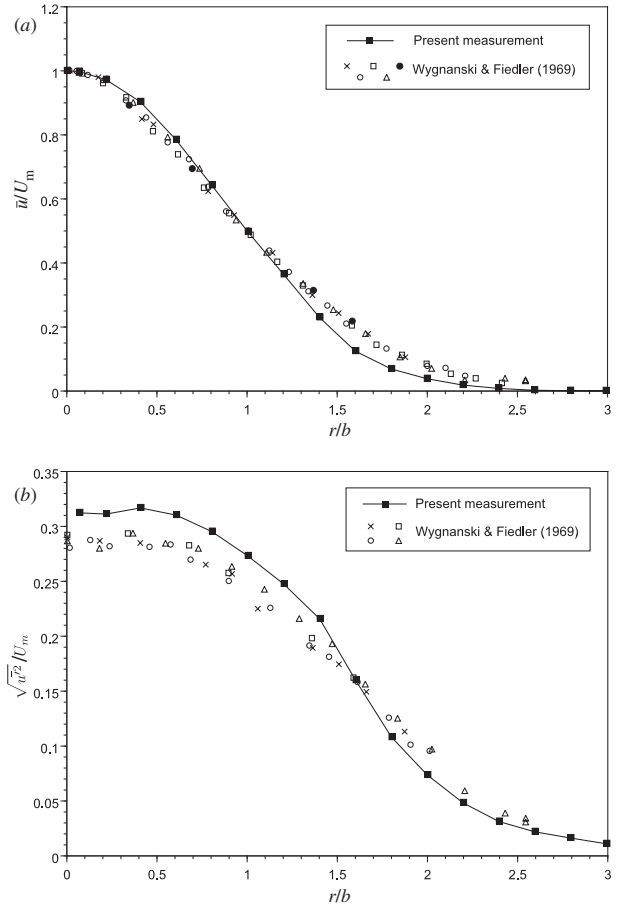 (a)
Present measurement
Wygnanski & Fiedler (1969)
1.2
1.0
0.8
0.6
0.4
0.2
0
ū/U_m
0 0.5 1 1.5 2 2.5 3
r/b
(b)
Present measurement
Wygnanski & Fiedler (1969)
0.35
0.3
0.25
0.2
0.15
0.1
0.05
0
√u̅'²/U_m
0 0.5 1 1.5 2 2.5 3
r/b